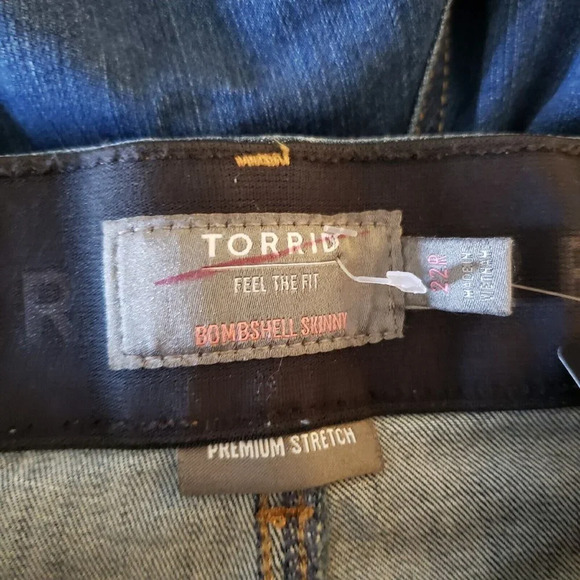 TORRID
FEEL THE FIT
BOMBSHELL SKINNY
22R
MADE IN
VIETNAM
R
PREMIUM STRETCH